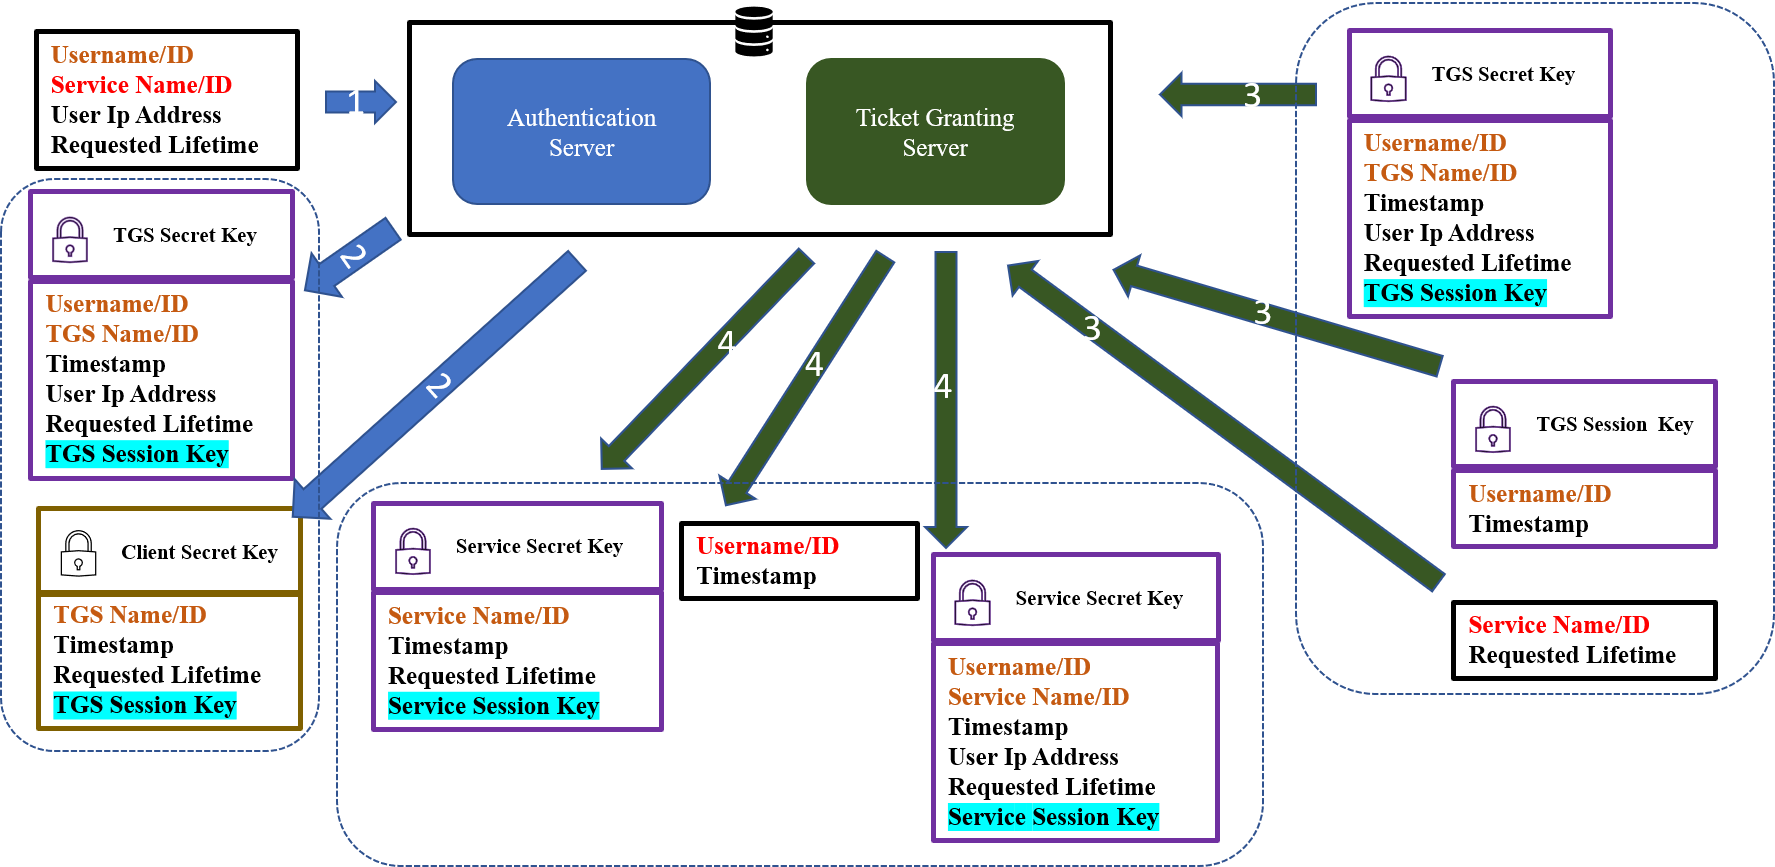 Username/ID
Service Name/ID
User Ip Address
Requested Lifetime
1
Authentication
Server
Ticket Granting
Server
3
TGS Secret Key
Username/ID
TGS Name/ID
Timestamp
User Ip Address
Requested Lifetime
TGS Session Key
TGS Secret Key
Username/ID
TGS Name/ID
Timestamp
User Ip Address
Requested Lifetime
TGS Session Key
2
2
4
4
4
3
3
TGS Session Key
Username/ID
Timestamp
Service Name/ID
Requested Lifetime
Client Secret Key
TGS Name/ID
Timestamp
Requested Lifetime
TGS Session Key
Service Secret Key
Service Name/ID
Timestamp
Requested Lifetime
Service Session Key
Username/ID
Timestamp
Service Secret Key
Username/ID
Service Name/ID
Timestamp
User Ip Address
Requested Lifetime
Service Session Key